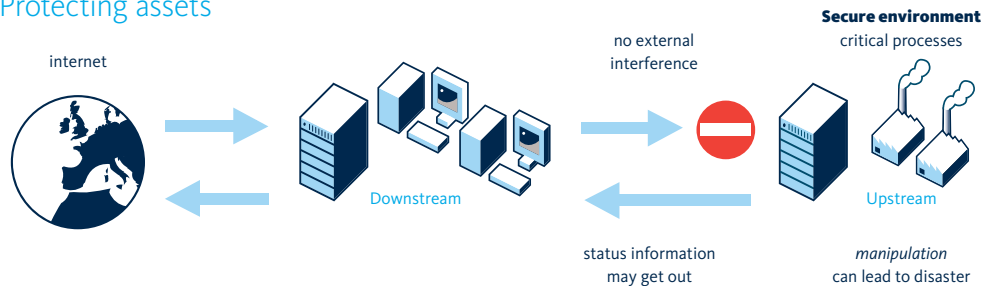 Protecting assets
internet
no external
interference
Secure environment
critical processes
Downstream
Upstream
status information
may get out
manipulation
can lead to disaster